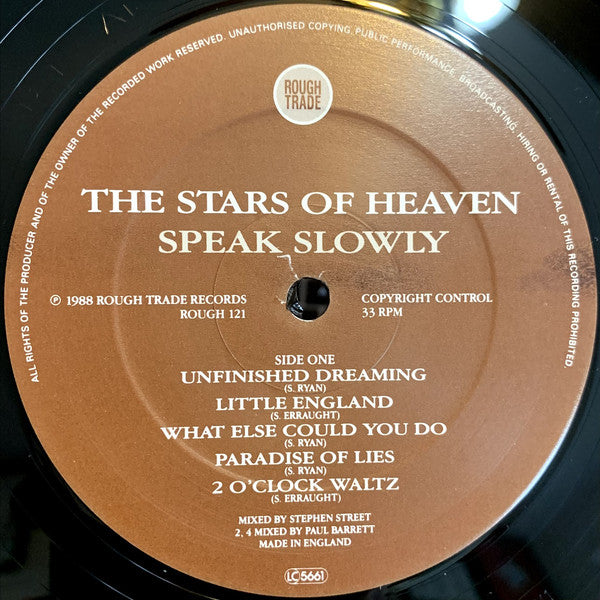 ALL RIGHTS OF THE PRODUCER AND OF THE OWNER OF THE RECORDED WORK RESERVED. UNAUTHORISED COPYING, PUBLIC PERFORMANCE, BROADCASTING, HIRING OR RENTAL OF THIS RECORDING PROHIBITED.
ROUGH
TRADE
THE STARS OF HEAVEN
SPEAK SLOWLY
℗ 1988 ROUGH TRADE RECORDS
ROUGH 121
COPYRIGHT CONTROL
33 RPM
SIDE ONE
UNFINISHED DREAMING
(S. RYAN)
LITTLE ENGLAND
(S. ERRAUGHT)
WHAT ELSE COULD YOU DO
(S. RYAN)
PARADISE OF LIES
(S. RYAN)
2 O'CLOCK WALTZ
(S. ERRAUGHT)
MIXED BY STEPHEN STREET
2, 4 MIXED BY PAUL BARRETT
MADE IN ENGLAND
LC 5661